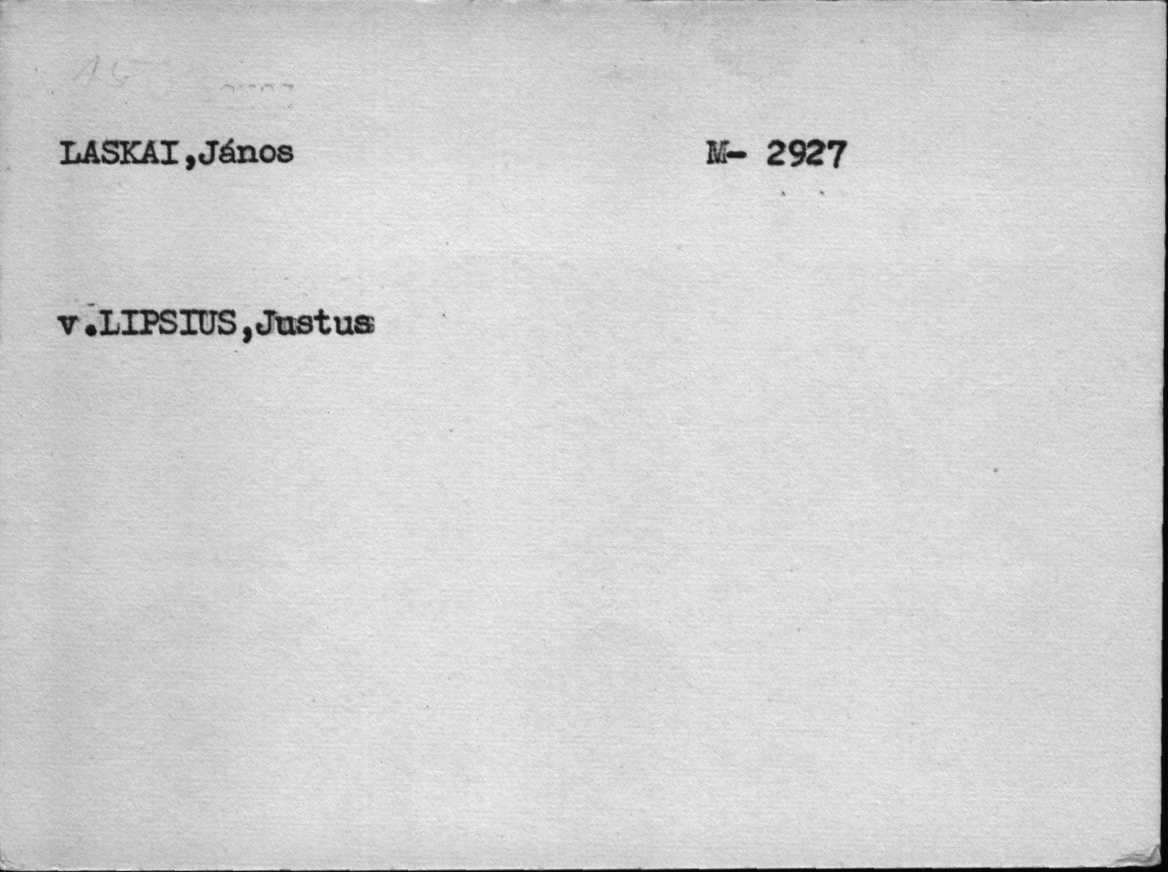 LASKAI,János M- 2927
v.LIPSIUS,Justus